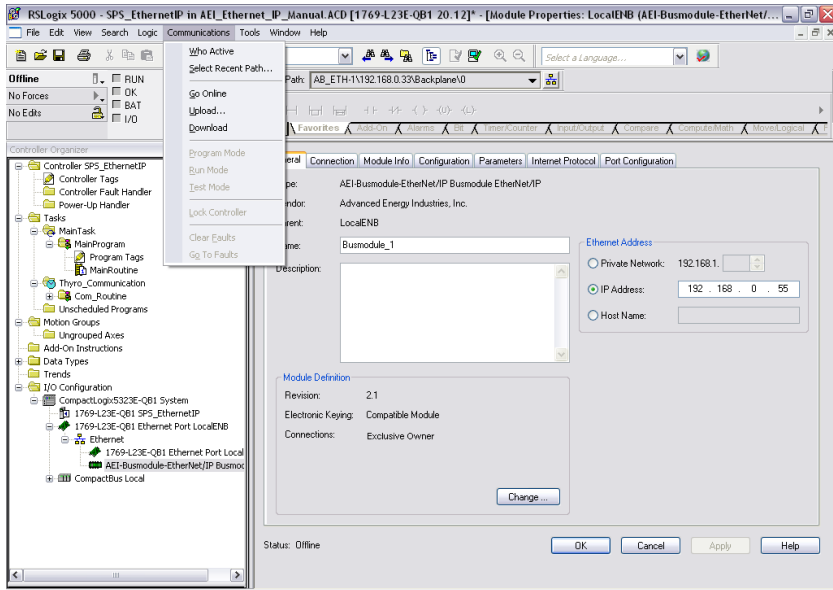 RSLogix 5000 - SPS_EthernetIP in AEI_Ethernet_IP_Manual.ACD [1769-L23E-QB1 20.12]* - [Module Properties: LocalENB (AEI-Busmodule-EtherNet/...
File Edit View Search Logic Communications Tools Window Help
Select a Language...
Who Active
Select Recent Path...
Go Online
Upload...
Download
Program Mode
Run Mode
Test Mode
Lock Controller
Clear Faults
Go To Faults
Offline RUN
No Forces OK
No Edits BAT
I/O
Path: AB_ETH-1\192.168.0.33\Backplane\0
Favorites Add-On Alarms Bit Timer/Counter Input/Output Compare Compute/Math Move/Logical
Controller Organizer
Controller SPS_EthernetIP
Controller Tags
Controller Fault Handler
Power-Up Handler
Tasks
MainTask
MainProgram
Program Tags
MainRoutine
Thyro_Communication
Com_Routine
Unscheduled Programs
Motion Groups
Ungrouped Axes
Add-On Instructions
Data Types
Trends
I/O Configuration
CompactLogix5323E-QB1 System
1769-L23E-QB1 SPS_EthernetIP
1769-L23E-QB1 Ethernet Port LocalENB
Ethernet
1769-L23E-QB1 Ethernet Port Local
AEI-Busmodule-EtherNet/IP Busmoc
CompactBus Local
eral Connection Module Info Configuration Parameters Internet Protocol Port Configuration
pe: AEI-Busmodule-EtherNet/IP Busmodule EtherNet/IP
ndor: Advanced Energy Industries, Inc.
rent: LocalENB
me: Busmodule_1
Description:
Ethernet Address
Private Network: 192.168.1.
IP Address: 192 . 168 . 0 . 55
Host Name:
Module Definition
Revision: 2.1
Electronic Keying: Compatible Module
Connections: Exclusive Owner
Change ...
Status: Offline OK Cancel Apply Help